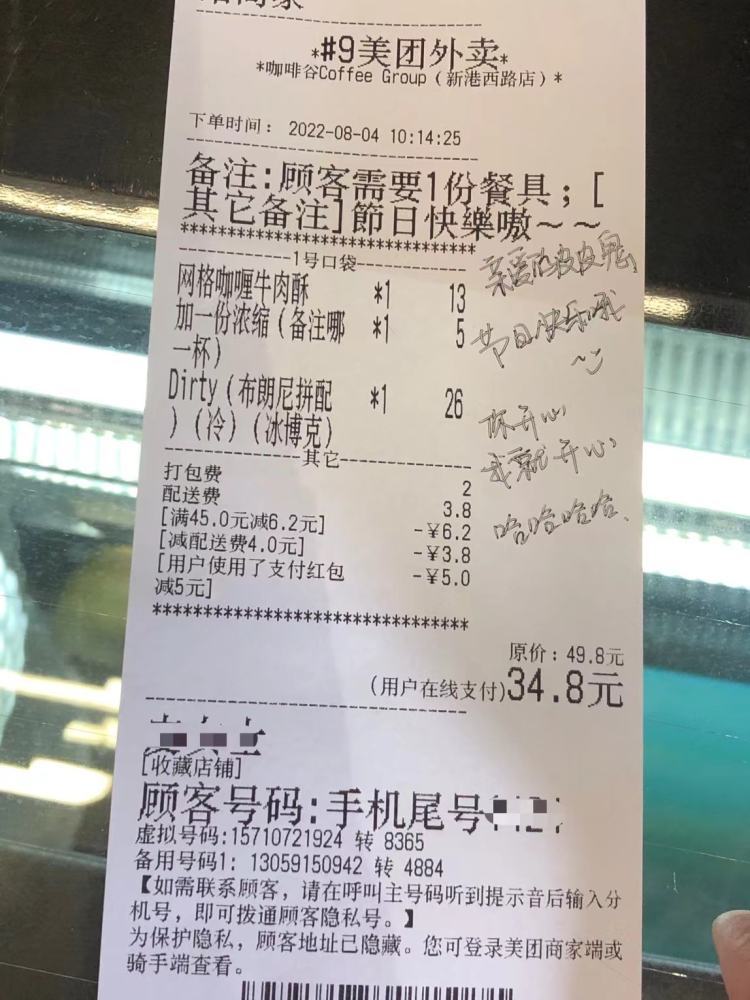 #9美团外卖*
*咖啡谷Coffee Group（新港西路店）*
下单时间： 2022-08-04 10:14:25
备注：顾客需要1份餐具；[
其它备注]節日快樂嗷～～
********************************
1号口袋
网格咖喱牛肉酥 *1 13
加一份浓缩（备注哪 *1 5
一杯）
Dirty（布朗尼拼配 *1 26
）（冷）（冰博克）
亲爱的皮皮鬼
节日快乐哦
~
你开心
我就开心
哈哈哈哈、
其它
打包费 2
配送费 3.8
[满45.0元减6.2元] -￥6.2
[减配送费4.0元] -￥3.8
[用户使用了支付红包 -￥5.0
减5元]
********************************
原价：49.8元
(用户在线支付)34.8元
[收藏店铺]
顾客号码:手机尾号
虚拟号码:15710721924 转 8365
备用号码1: 13059150942 转 4884
【如需联系顾客，请在呼叫主号码听到提示音后输入分
机号，即可拨通顾客隐私号。】
为保护隐私，顾客地址已隐藏。您可登录美团商家端或
骑手端查看。